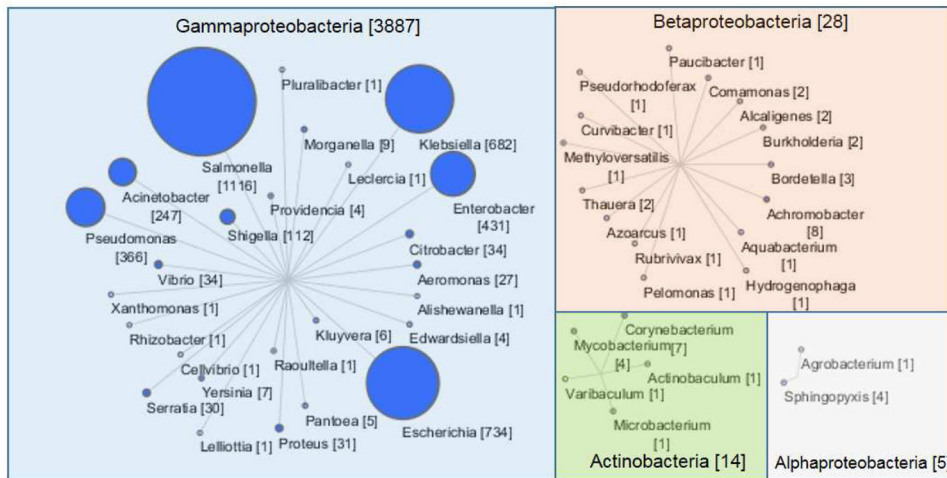 Gammaproteobacteria [3887]
Pluralibacter [1]
Morganella [9]
Klebsiella [682]
Salmonella
[1116]
Leclercia [1]
Acinetobacter
[247]
Providencia [4]
Enterobacter
[431]
Pseudomonas
[366]
Shigella [112]
Citrobacter [34]
Vibrio [34]
Aeromonas [27]
Xanthomonas [1]
Alishewanella [1]
Rhizobacter [1]
Kluyvera [6]
Edwardsiella [4]
Cellvibrio [1]
Raoultella [1]
Yersinia [7]
Serratia [30]
Pantoea [5]
Escherichia [734]
Lelliottia [1]
Proteus [31]
Betaproteobacteria [28]
Paucibacter [1]
Pseudorhodoferax
[1]
Comamonas [2]
Alcaligenes [2]
Curvibacter [1]
Burkholderia [2]
Methyloversatilis
[1]
Bordetella [3]
Thauera [2]
Achromobacter
[8]
Azoarcus [1]
Aquabacterium
[1]
Rubrivivax [1]
Pelomonas [1]
Hydrogenophaga
[1]
Corynebacterium
[7]
Mycobacterium
[4]
Actinobaculum [1]
Varibaculum [1]
Microbacterium
[1]
Actinobacteria [14]
Agrobacterium [1]
Sphingopyxis [4]
Alphaproteobacteria [5]